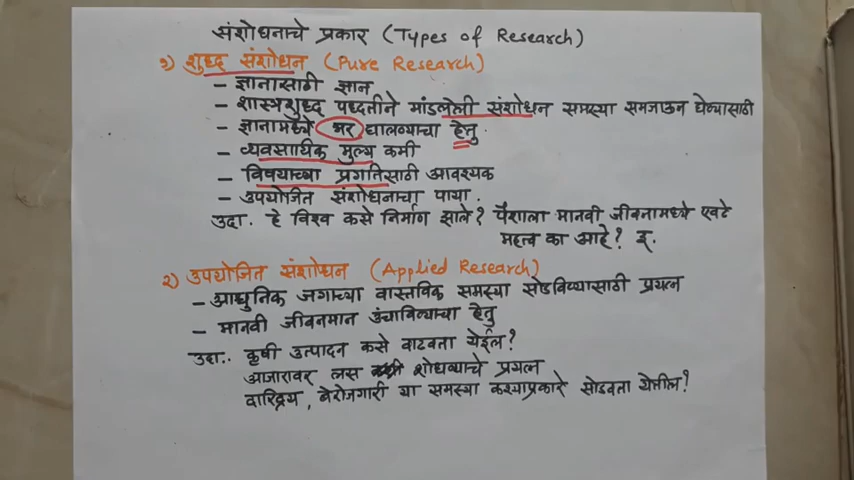 संशोधनाचे प्रकार (Types of Research)
१) शुद्ध संशोधन (Pure Research)
- ज्ञानासाठी ज्ञान
- शास्त्रशुद्ध पद्धतीने मांडलेली संशोधन समस्या समजाऊन घेण्यासाठी
- ज्ञानामध्ये भर घालण्याचा हेतु.
- व्यवसायिक मुल्य कमी
- विषयाच्या प्रगतिसाठी आवश्यक
- उपयोजित संशोधनाचा पाया.
उदा. हे विश्व कसे निर्माण झाले? पैशाला मानवी जीवनामध्ये एवढे
महत्व का आहे? इ.
२) उपयोजित संशोधन (Applied Research)
- आधुनिक जगाच्या वास्तविक समस्या सोडविण्यासाठी प्रयत्न
- मानवी जीवनमान उंचाविण्याचा हेतु
उदा.. कृषी उत्पादन कसे वाढवता येईल?
आजारावर लस शोधण्याचे प्रयत्न
दारिद्रय, बेरोजगारी या समस्या कश्याप्रकारे सोडवता येतील?